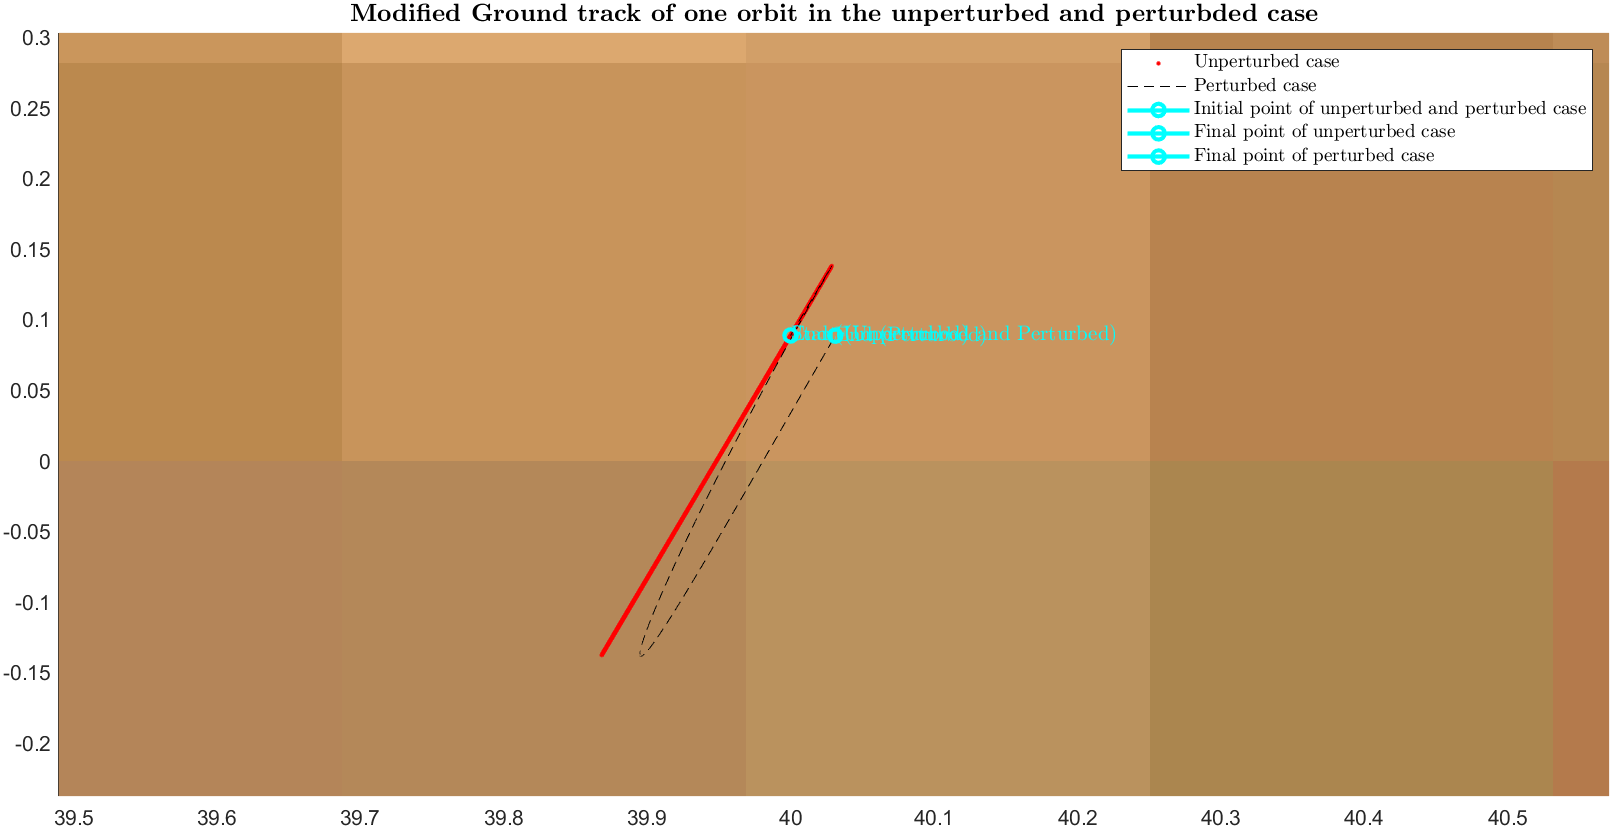 Modified Ground track of one orbit in the unperturbed and perturbded case
0.3
0.25
0.2
0.15
0.1
0.05
0
-0.05
-0.1
-0.15
-0.2
Unperturbed case
Perturbed case
Initial point of unperturbed and perturbed case
Final point of unperturbed case
Final point of perturbed case
and Perturbed)
39.5 39.6 39.7 39.8 39.9 40 40.1 40.2 40.3 40.4 40.5